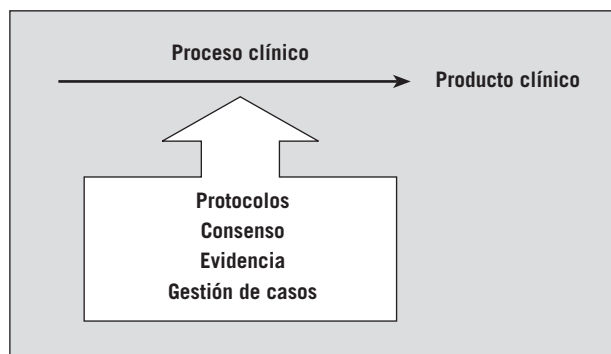 Proceso clínico
Producto clínico
Protocolos
Consenso
Evidencia
Gestión de casos